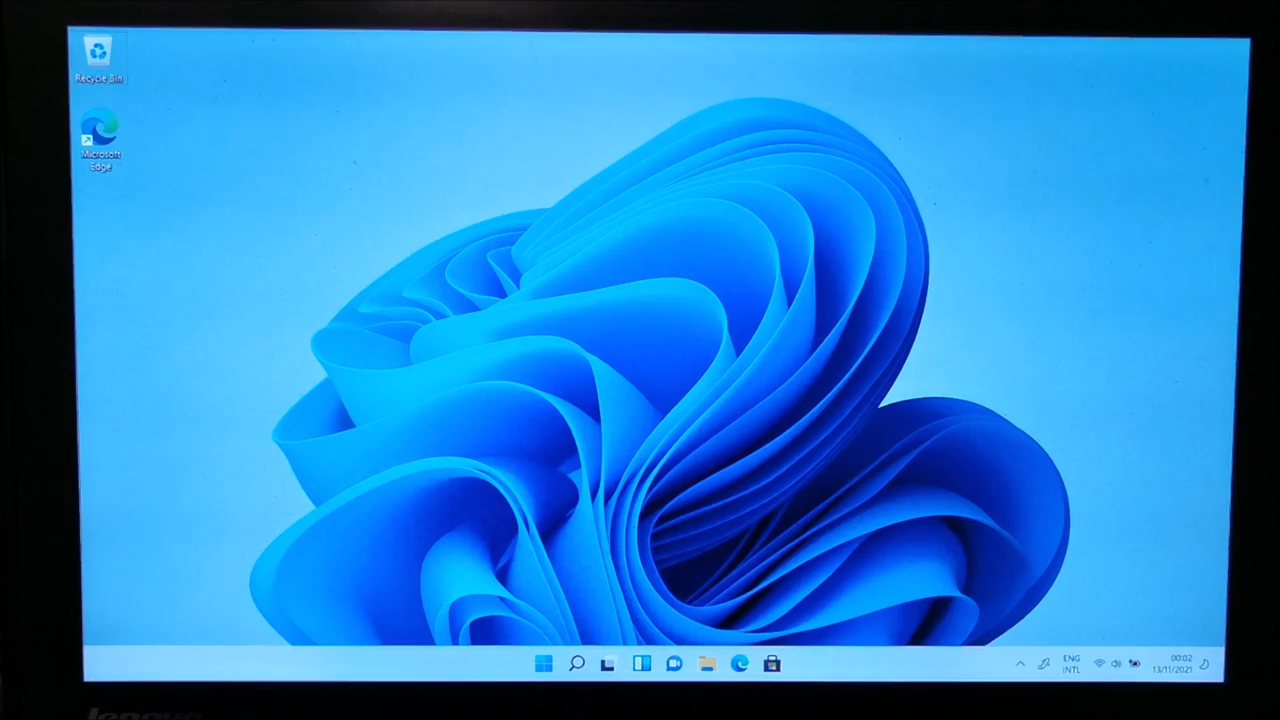 Recycle Bin
Microsoft
Edge
ENG
INTL
00:02
13/11/2021
lenovo